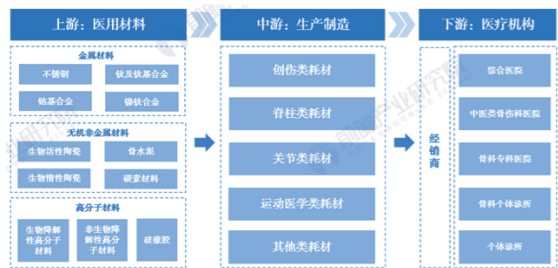 上游：医用材料
中游：生产制造
下游：医疗机构
金属材料
不锈钢
钛及钛基合金
钴基合金
镍钛合金
无机非金属材料
生物活性陶瓷
骨水泥
生物惰性陶瓷
碳素材料
高分子材料
生物降解
性高分子
材料
非生物降
解性高分
子材料
硅橡胶
创伤类耗材
脊柱类耗材
关节类耗材
运动医学类耗材
其他类耗材
经
销
商
综合医院
中医类骨伤科医院
骨科专科医院
骨科个体诊所
个体诊所
前瞻产业研究院